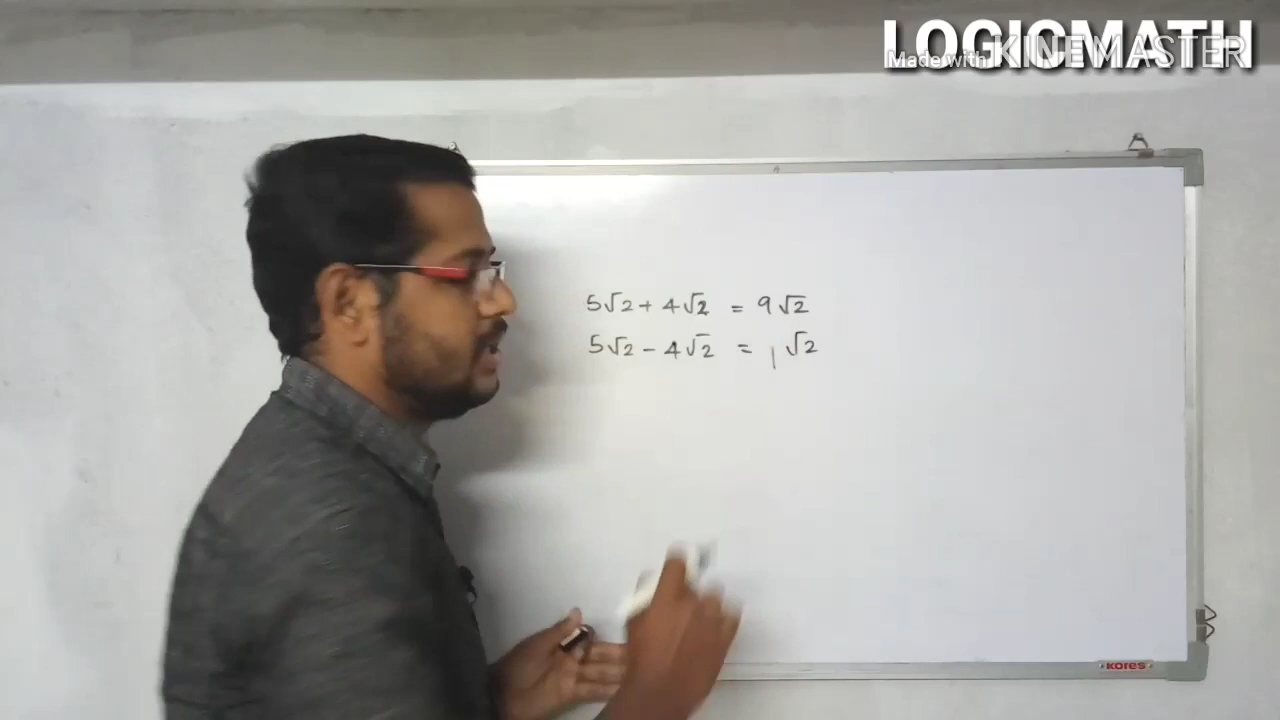 LOGICMATH
Made with KINEMASTER
5√2 + 4√2 = 9√2
5√2 - 4√2 = 1√2
KORES